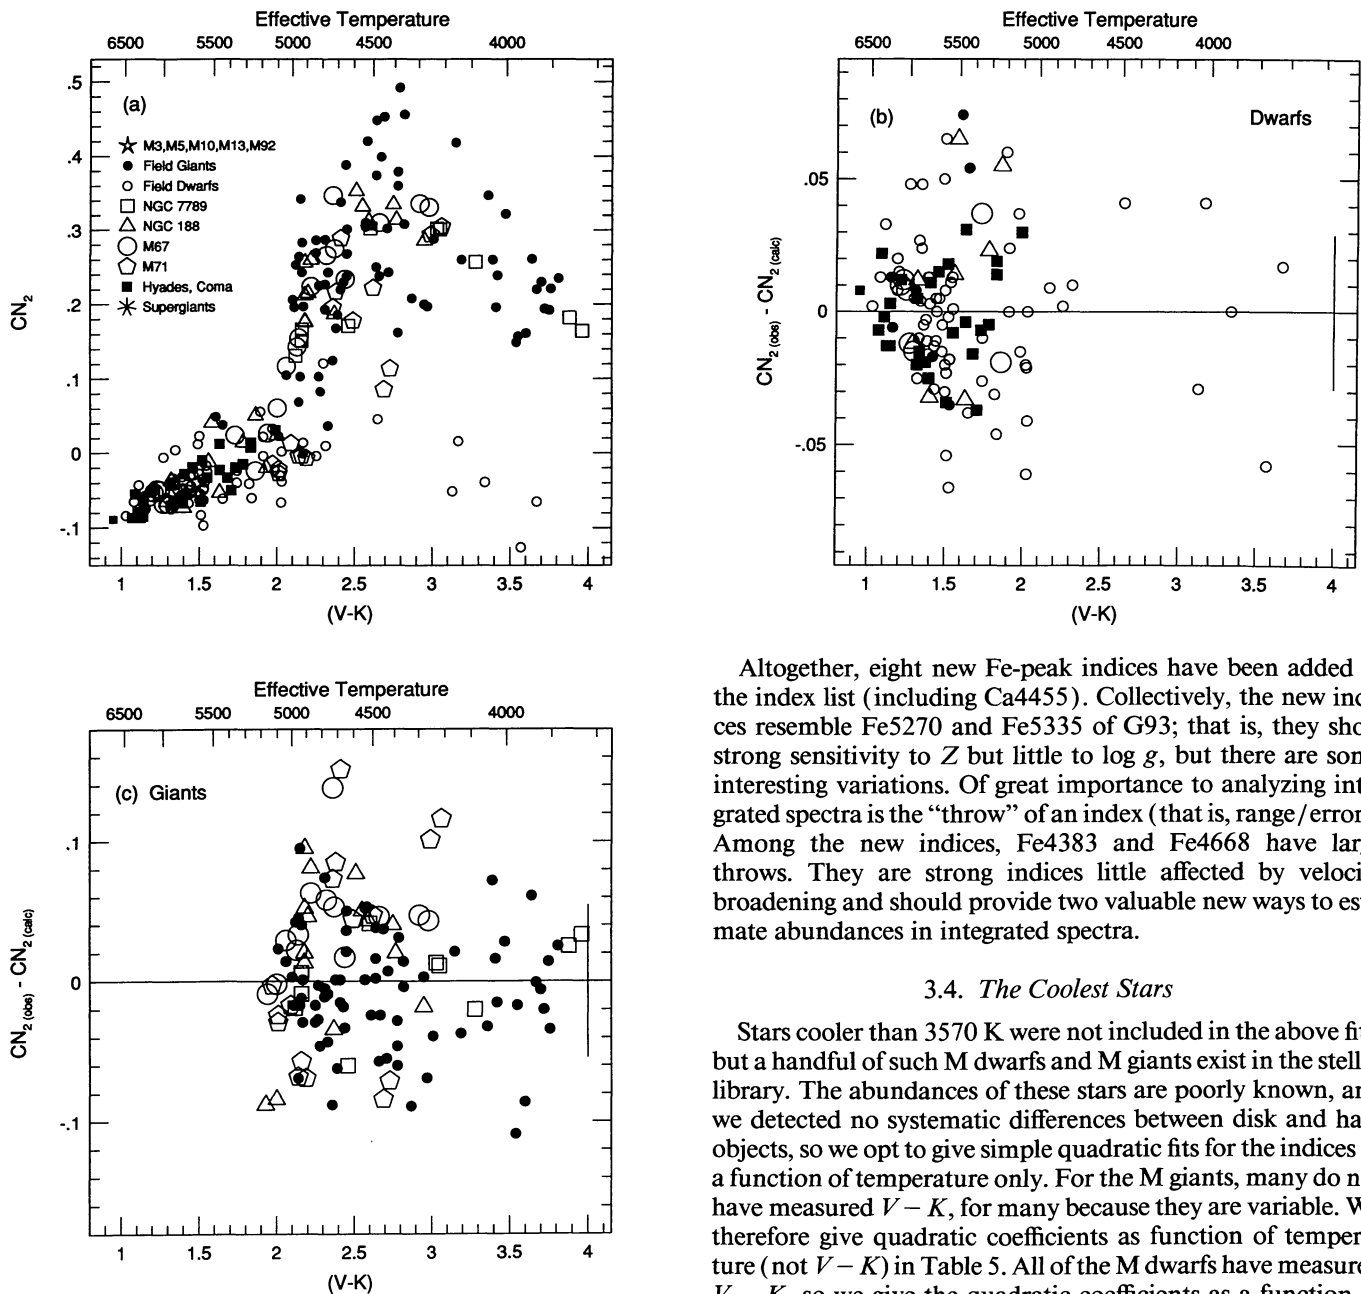 Effective Temperature
6500 5500 5000 4500 4000
.5
.4
.3
.2
.1
0
-.1
CN2
(a)
M3,M5,M10,M13,M92
Field Giants
Field Dwarfs
NGC 7789
NGC 188
M67
M71
Hyades, Coma
Supergiants
1 1.5 2 2.5 3 3.5 4
(V-K)
Effective Temperature
6500 5500 5000 4500 4000
(b)
Dwarfs
.05
0
-.05
CN2 (obs) - CN2 (calc)
1 1.5 2 2.5 3 3.5 4
(V-K)
Effective Temperature
6500 5500 5000 4500 4000
(c) Giants
.1
0
-.1
CN2 (obs) - CN2 (calc)
1 1.5 2 2.5 3 3.5 4
(V-K)
Altogether, eight new Fe-peak indices have been added
the index list (including Ca4455). Collectively, the new indi
ces resemble Fe5270 and Fe5335 of G93; that is, they sho
strong sensitivity to Z but little to log g, but there are som
interesting variations. Of great importance to analyzing int
grated spectra is the “throw” of an index (that is, range/error
Among the new indices, Fe4383 and Fe4668 have larg
throws. They are strong indices little affected by veloci
broadening and should provide two valuable new ways to est
mate abundances in integrated spectra.
3.4. The Coolest Stars
Stars cooler than 3570 K were not included in the above fit
but a handful of such M dwarfs and M giants exist in the stell
library. The abundances of these stars are poorly known, an
we detected no systematic differences between disk and ha
objects, so we opt to give simple quadratic fits for the indices
a function of temperature only. For the M giants, many do n
have measured V − K, for many because they are variable. W
therefore give quadratic coefficients as function of temper
ture (not V − K) in Table 5. All of the M dwarfs have measure
V − K, so we give the quadratic coefficients as a function